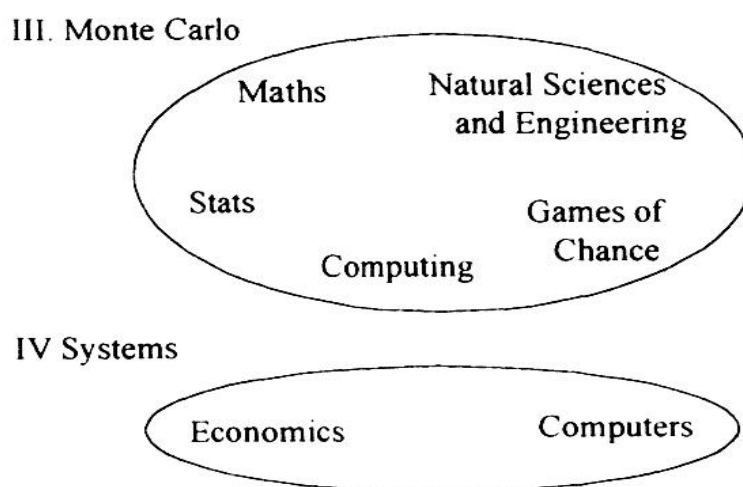 III. Monte Carlo
Maths
Natural Sciences
and Engineering
Stats
Games of
Chance
Computing
IV Systems
Economics
Computers